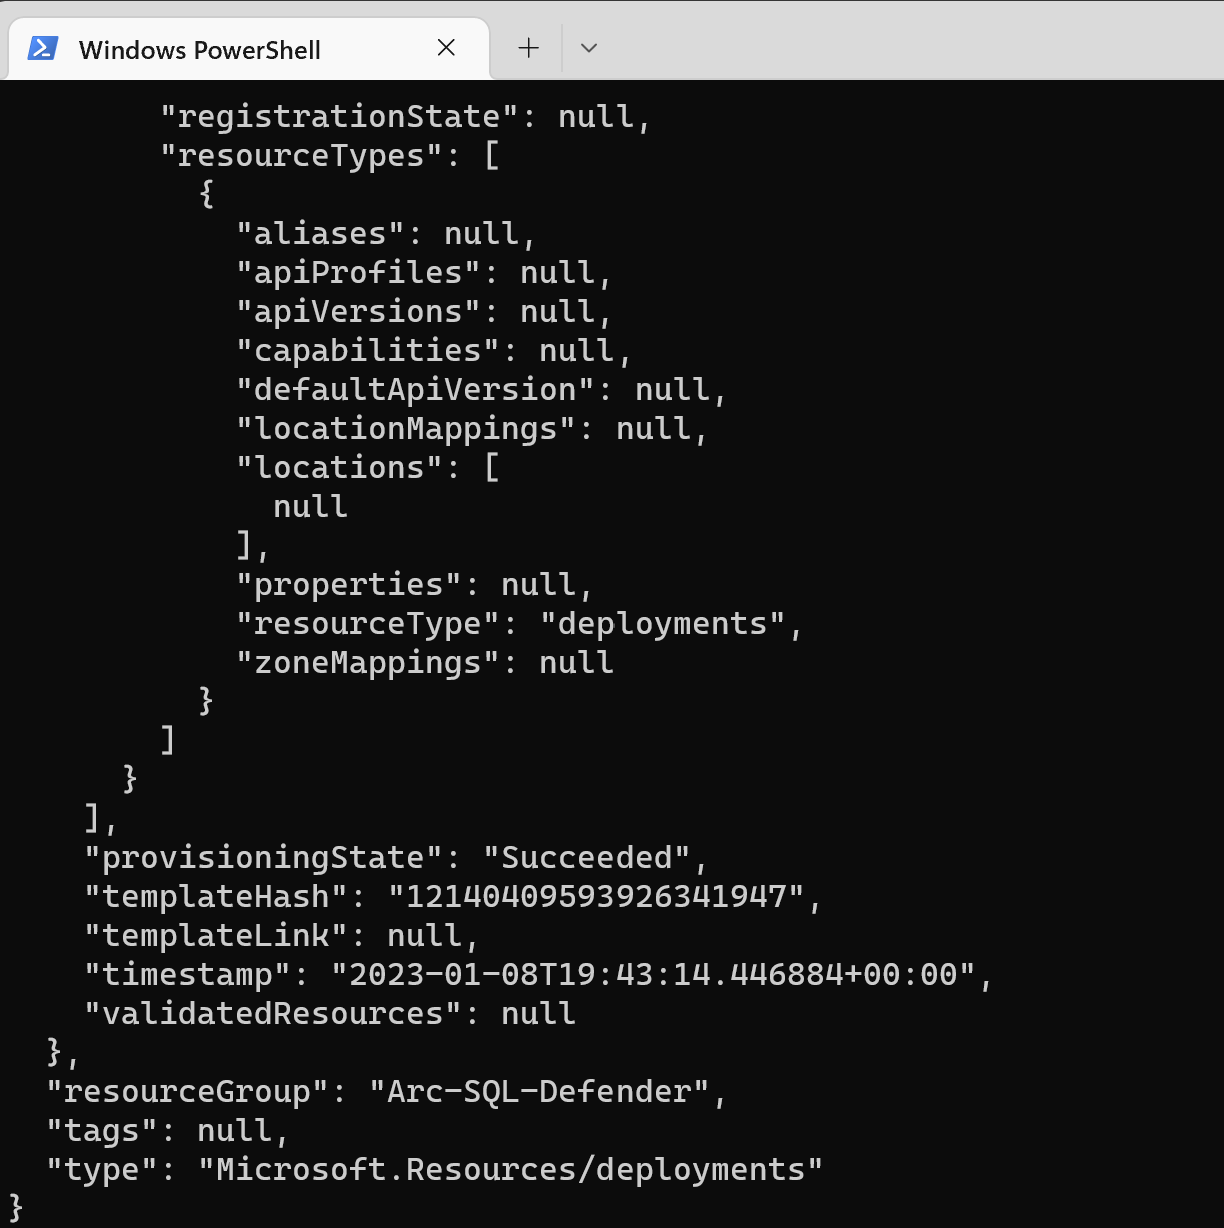 Windows PowerShell
"registrationState": null,
"resourceTypes": [
{
"aliases": null,
"apiProfiles": null,
"apiVersions": null,
"capabilities": null,
"defaultApiVersion": null,
"locationMappings": null,
"locations": [
null
],
"properties": null,
"resourceType": "deployments",
"zoneMappings": null
}
]
}
],
"provisioningState": "Succeeded",
"templateHash": "12140409593926341947",
"templateLink": null,
"timestamp": "2023-01-08T19:43:14.446884+00:00",
"validatedResources": null
},
"resourceGroup": "Arc-SQL-Defender",
"tags": null,
"type": "Microsoft.Resources/deployments"
}